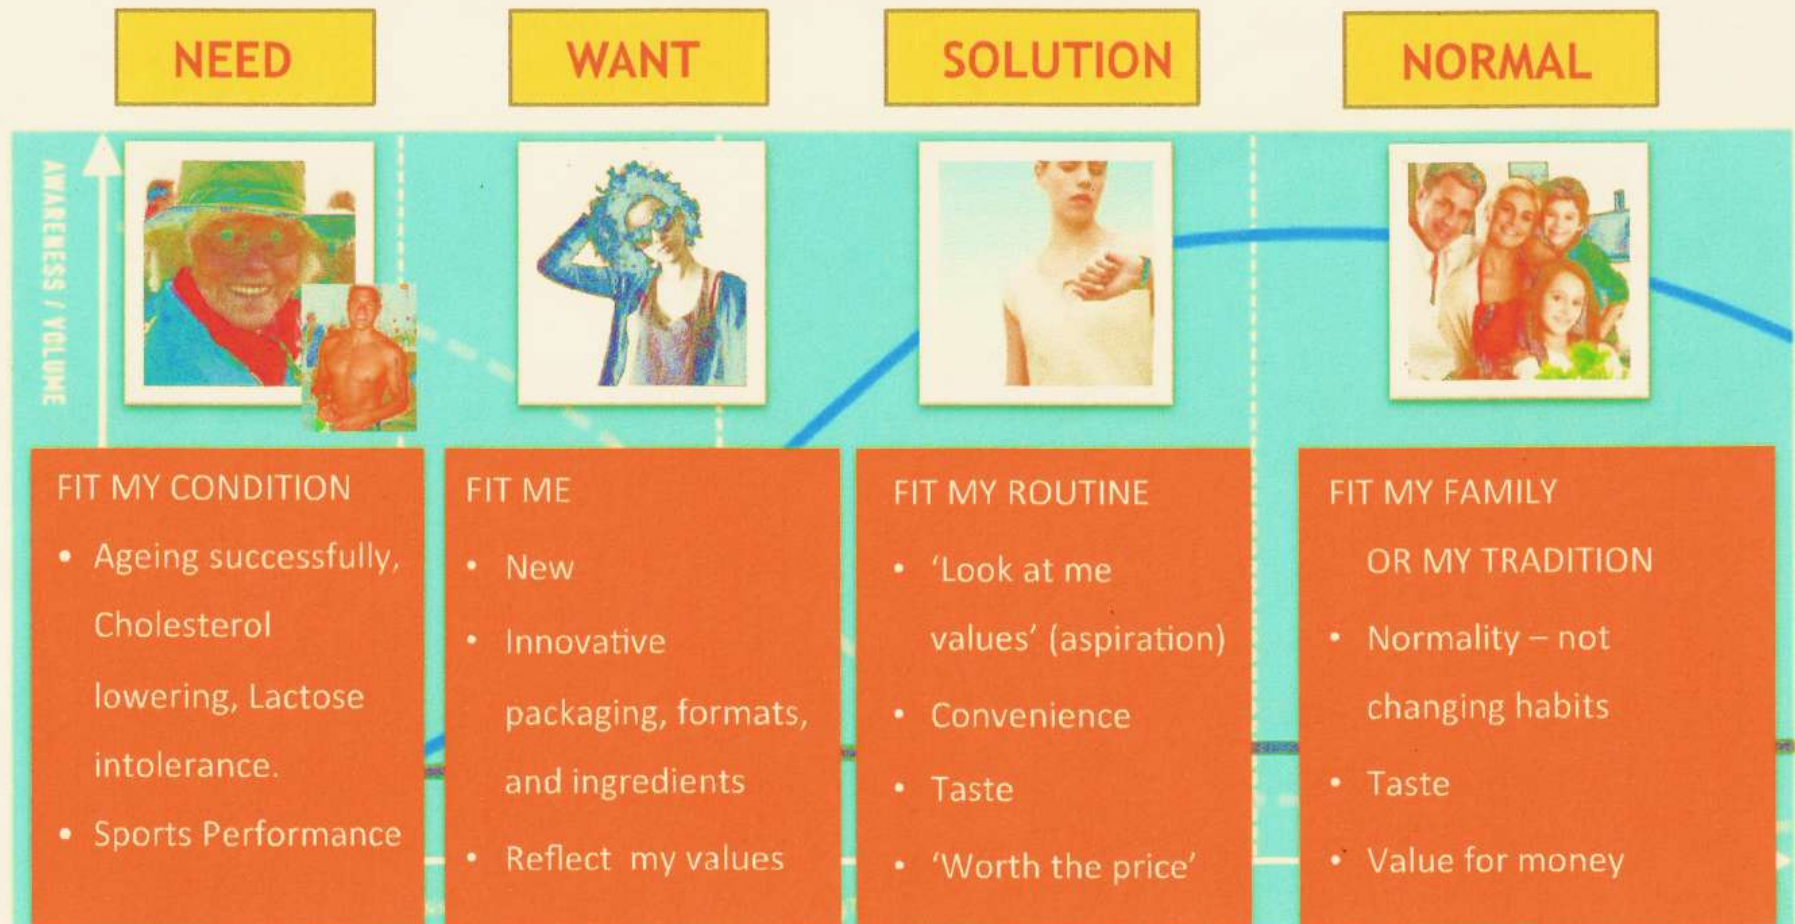 NEED
WANT
SOLUTION
NORMAL
AWARENESS / VOLUME
FIT MY CONDITION
• Ageing successfully,
Cholesterol
lowering, Lactose
intolerance.
• Sports Performance
FIT ME
• New
• Innovative
packaging, formats,
and ingredients
• Reflect my values
FIT MY ROUTINE
• ‘Look at me
values’ (aspiration)
• Convenience
• Taste
• ‘Worth the price’
FIT MY FAMILY
OR MY TRADITION
• Normality – not
changing habits
• Taste
• Value for money